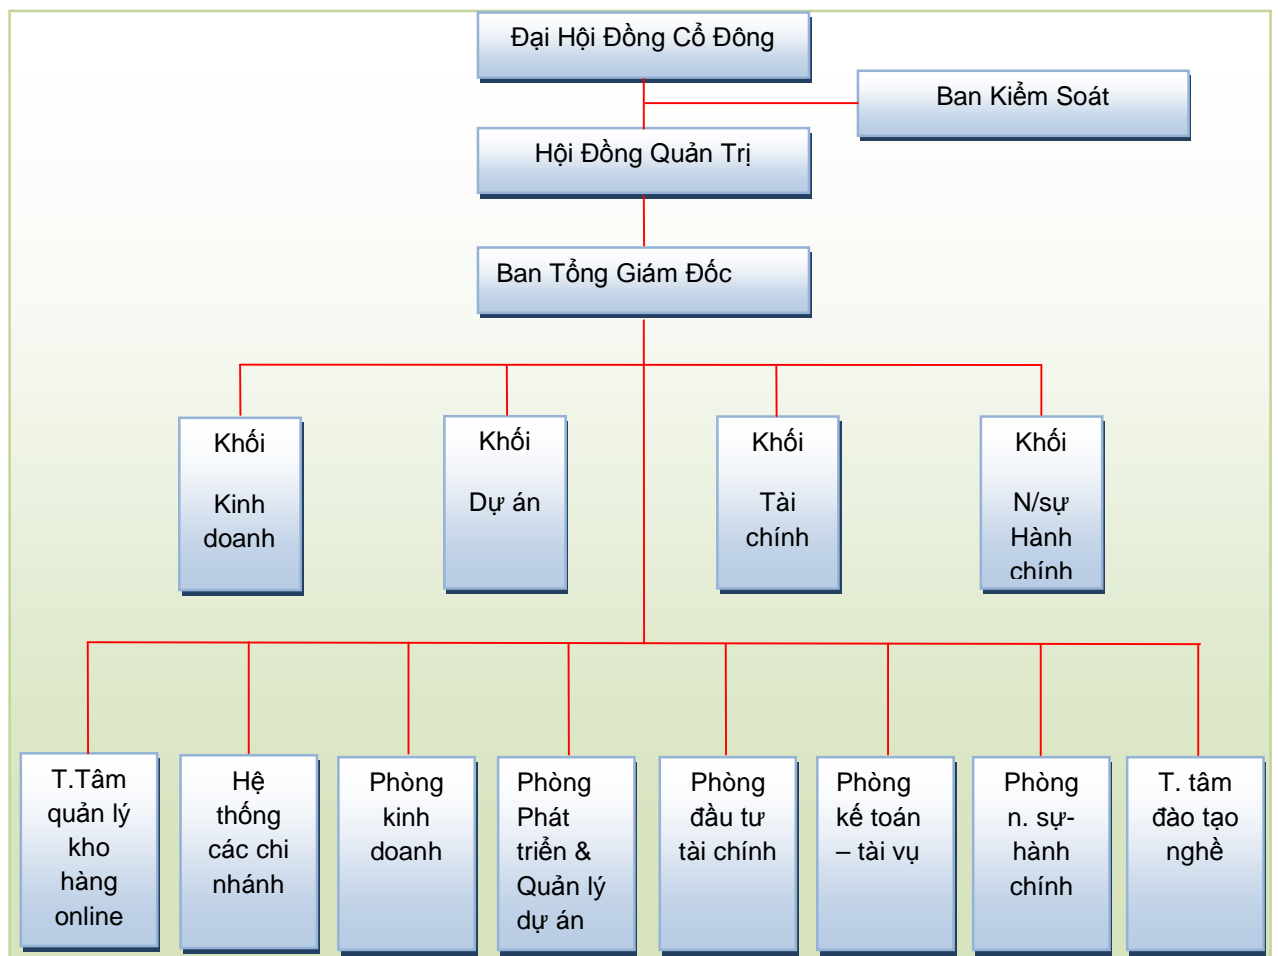 Đại Hội Đồng Cổ Đông
Ban Kiểm Soát
Hội Đồng Quản Trị
Ban Tổng Giám Đốc
Khối
Kinh
doanh
Khối
Dự án
Khối
Tài
chính
Khối
N/sự
Hành
chính
T.Tâm
quản lý
kho
hàng
online
Hệ
thống
các chi
nhánh
Phòng
kinh
doanh
Phòng
Phát
triển &
Quản lý
dự án
Phòng
đầu tư
tài chính
Phòng
kế toán
– tài vụ
Phòng
n. sự-
hành
chính
T. tâm
đào tạo
nghề